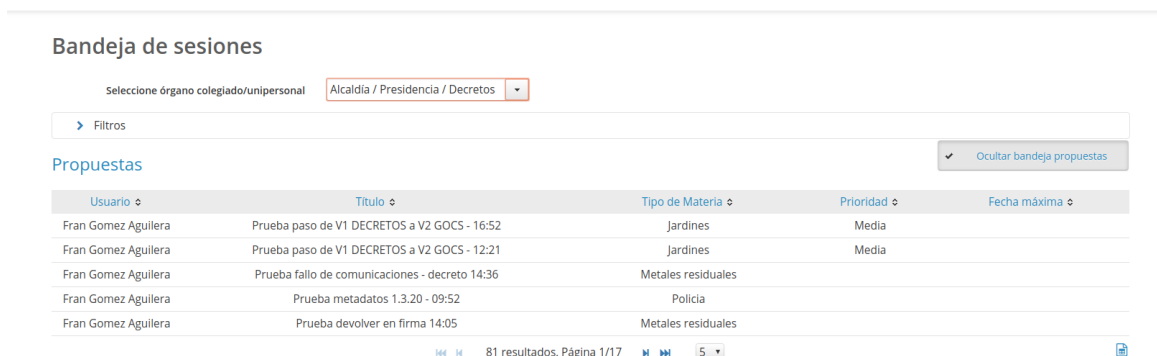 Bandeja de sesiones
Seleccione órgano colegiado/unipersonal Alcaldía / Presidencia / Decretos
Filtros
Propuestas Ocultar bandeja propuestas
Usuario Título Tipo de Materia Prioridad Fecha máxima
Fran Gomez Aguilera Prueba paso de V1 DECRETOS a V2 GOCS - 16:52 Jardines Media
Fran Gomez Aguilera Prueba paso de V1 DECRETOS a V2 GOCS - 12:21 Jardines Media
Fran Gomez Aguilera Prueba fallo de comunicaciones - decreto 14:36 Metales residuales
Fran Gomez Aguilera Prueba metadatos 1.3.20 - 09:52 Policia
Fran Gomez Aguilera Prueba devolver en firma 14:05 Metales residuales
81 resultados. Página 1/17 5